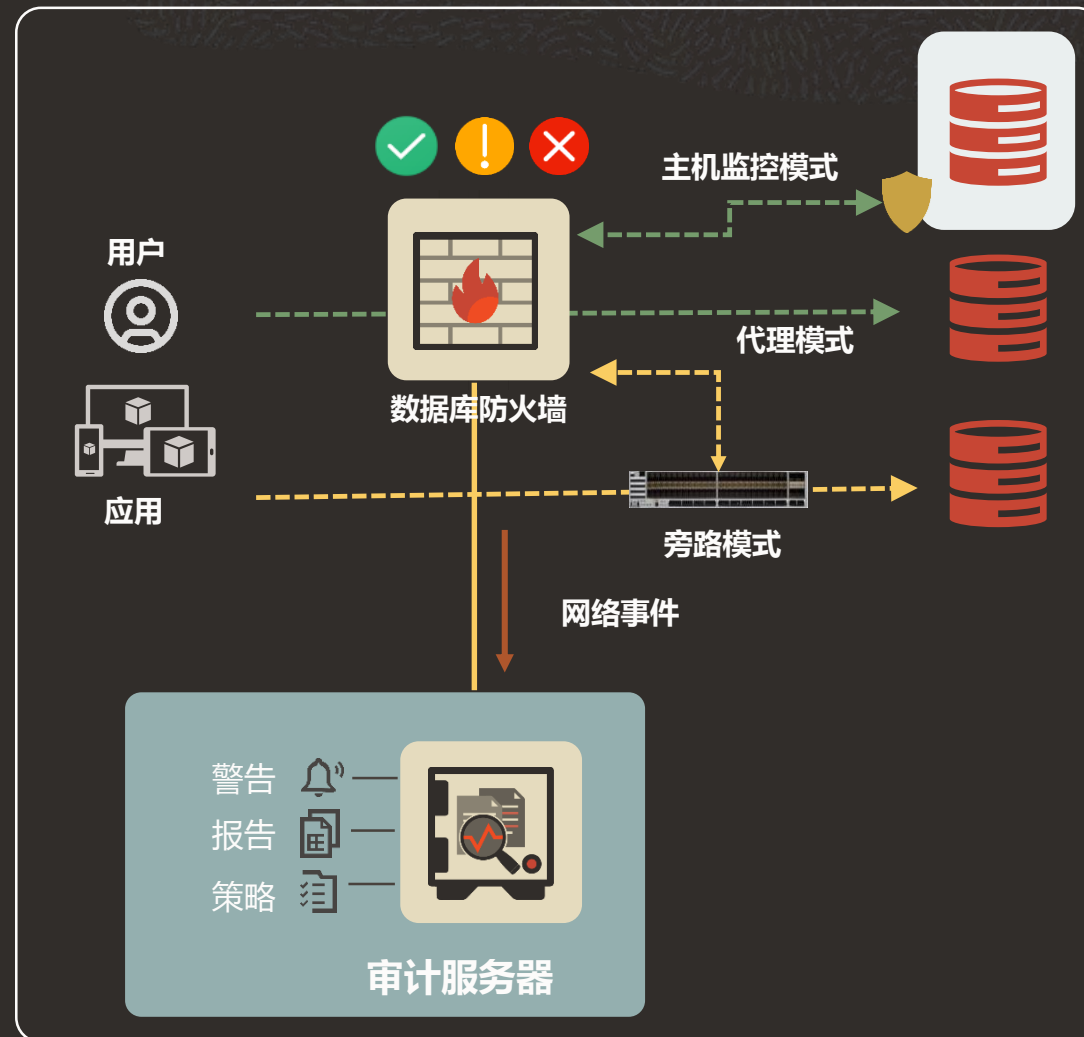 主机监控模式
用户
代理模式
数据库防火墙
应用
旁路模式
网络事件
警告
报告
策略
审计服务器